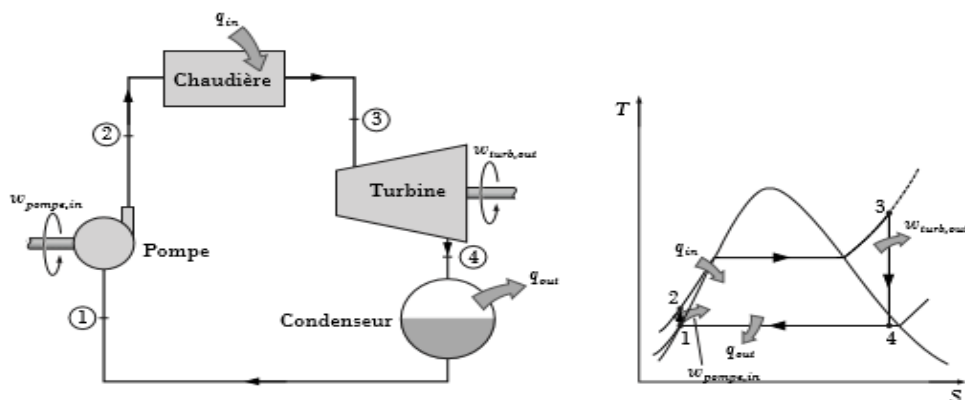 q_in
Chaudière
2
3
w_turb,out
Turbine
w_pompe,in
Pompe
4
q_out
1
Condenseur
T
3
w_turb,out
q_in
2
1
4
q_out
w_pompe,in
S